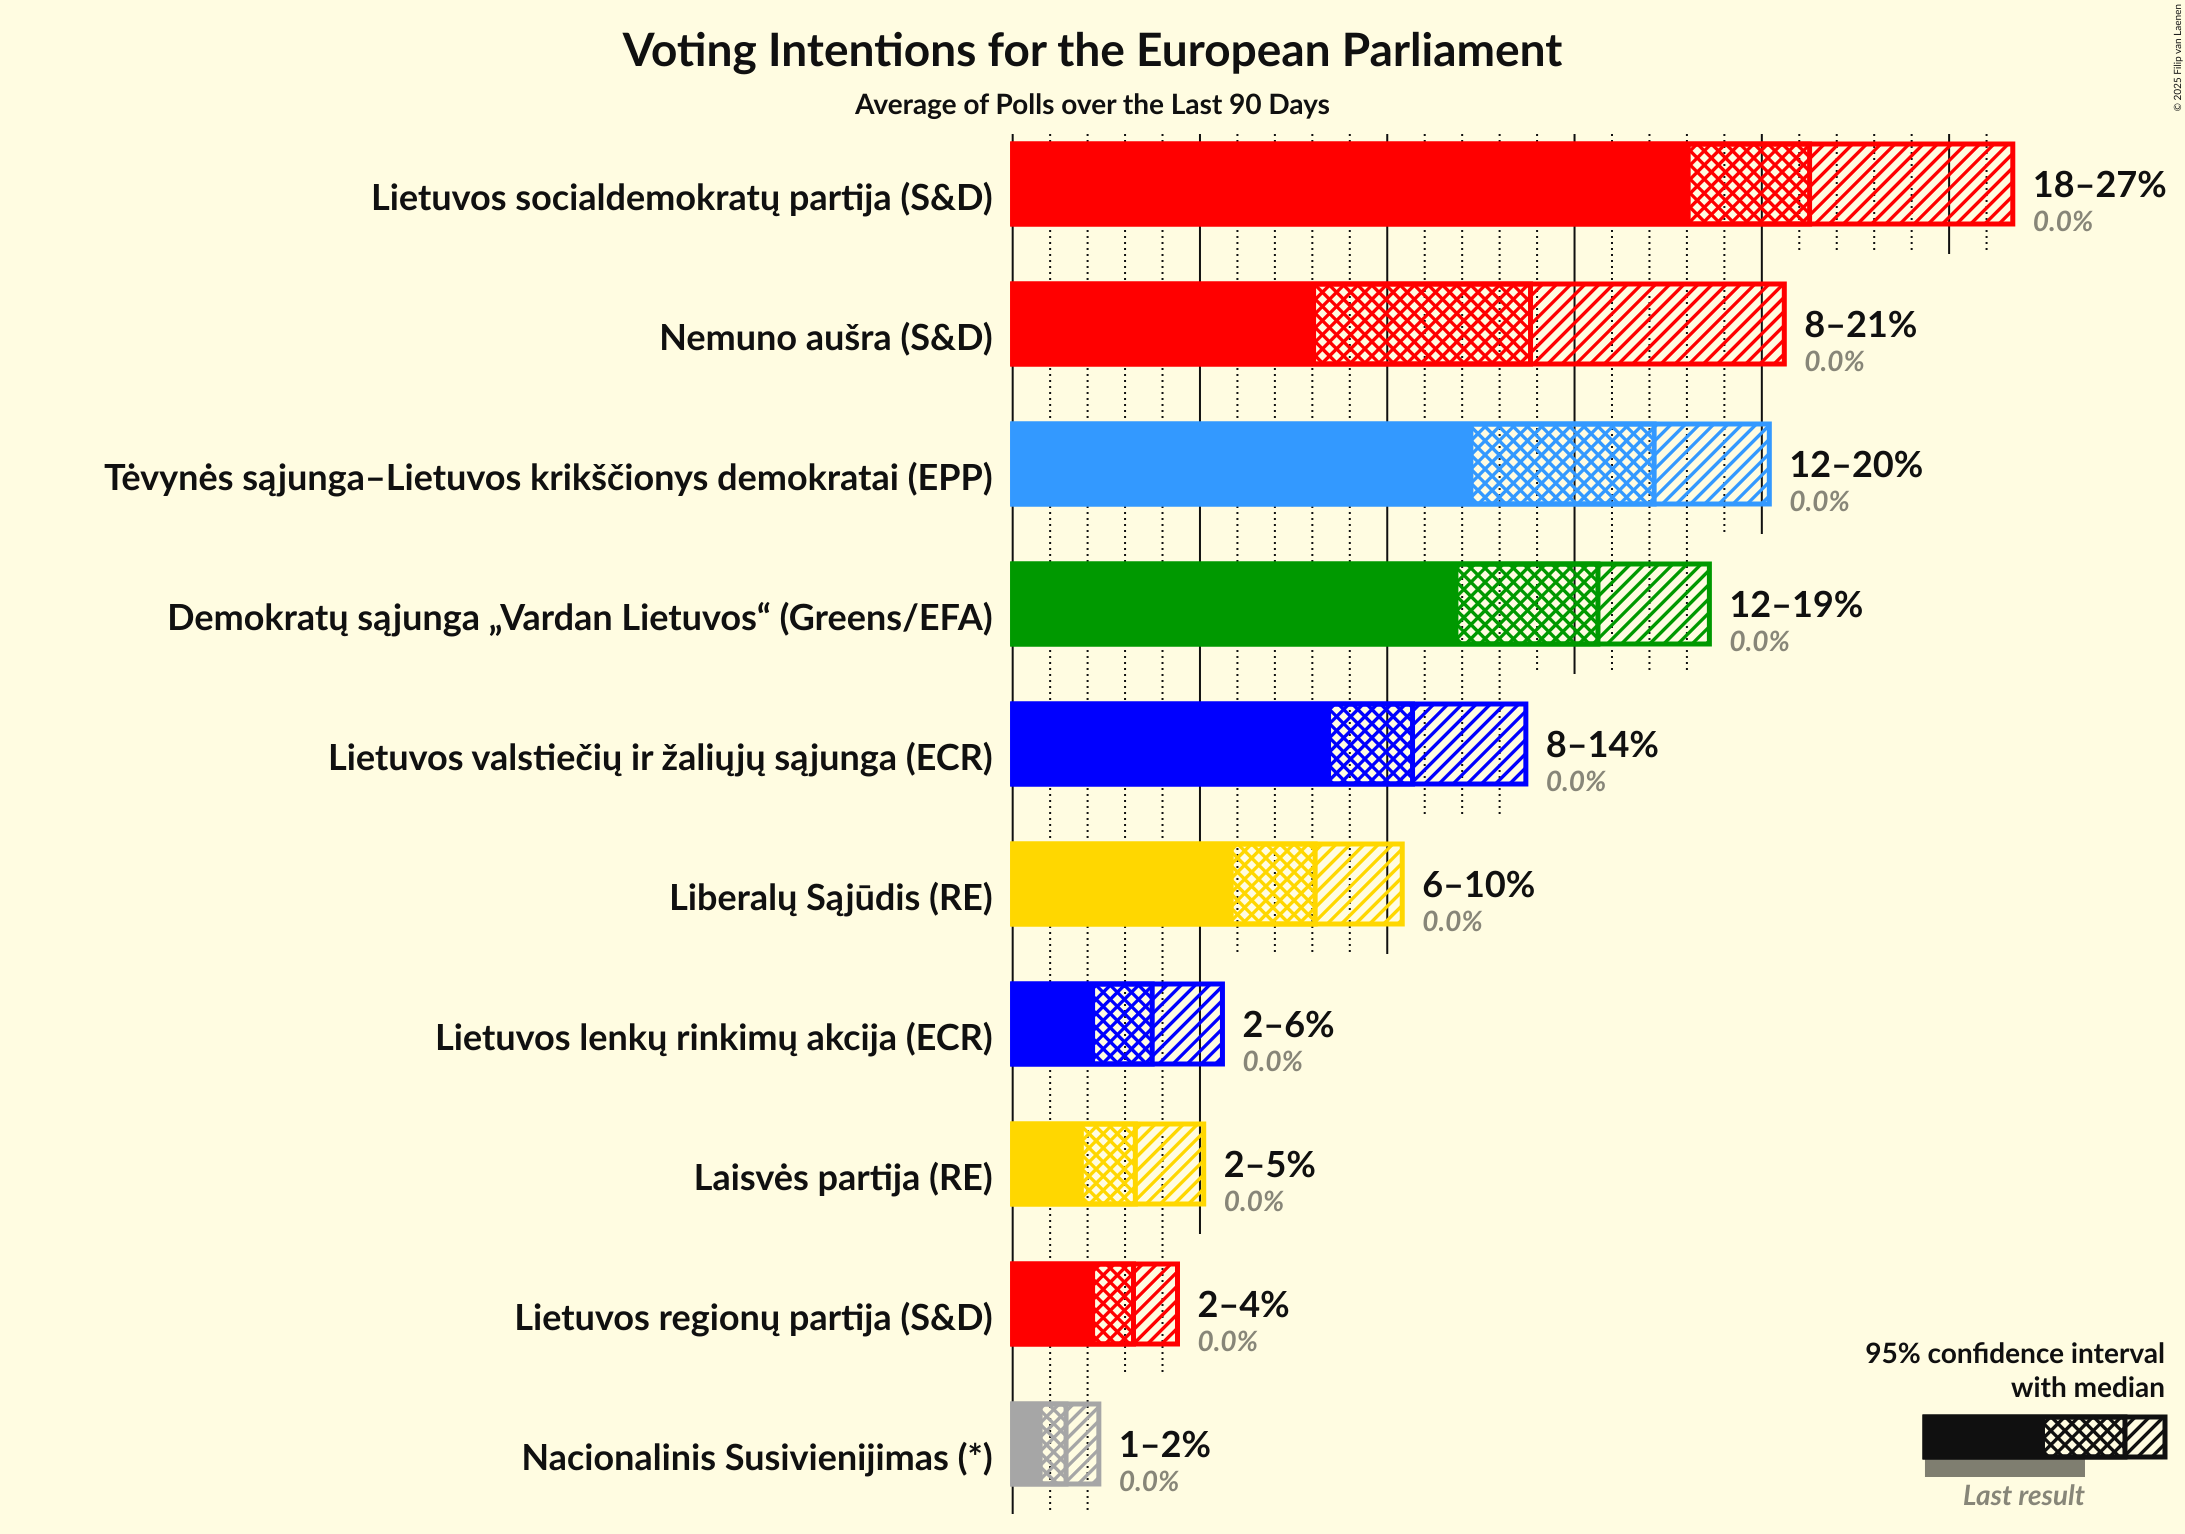 © 2025 Filip van Laenen
Voting Intentions for the European Parliament
Average of Polls over the Last 90 Days
Lietuvos socialdemokratų partija (S&D)
18–27%
0.0%
Nemuno aušra (S&D)
8–21%
0.0%
Tėvynės sąjunga–Lietuvos krikščionys demokratai (EPP)
12–20%
0.0%
Demokratų sąjunga „Vardan Lietuvos“ (Greens/EFA)
12–19%
0.0%
Lietuvos valstiečių ir žaliųjų sąjunga (ECR)
8–14%
0.0%
Liberalų Sąjūdis (RE)
6–10%
0.0%
Lietuvos lenkų rinkimų akcija (ECR)
2–6%
0.0%
Laisvės partija (RE)
2–5%
0.0%
Lietuvos regionų partija (S&D)
2–4%
0.0%
Nacionalinis Susivienijimas (*)
1–2%
0.0%
95% confidence interval
with median
Last result